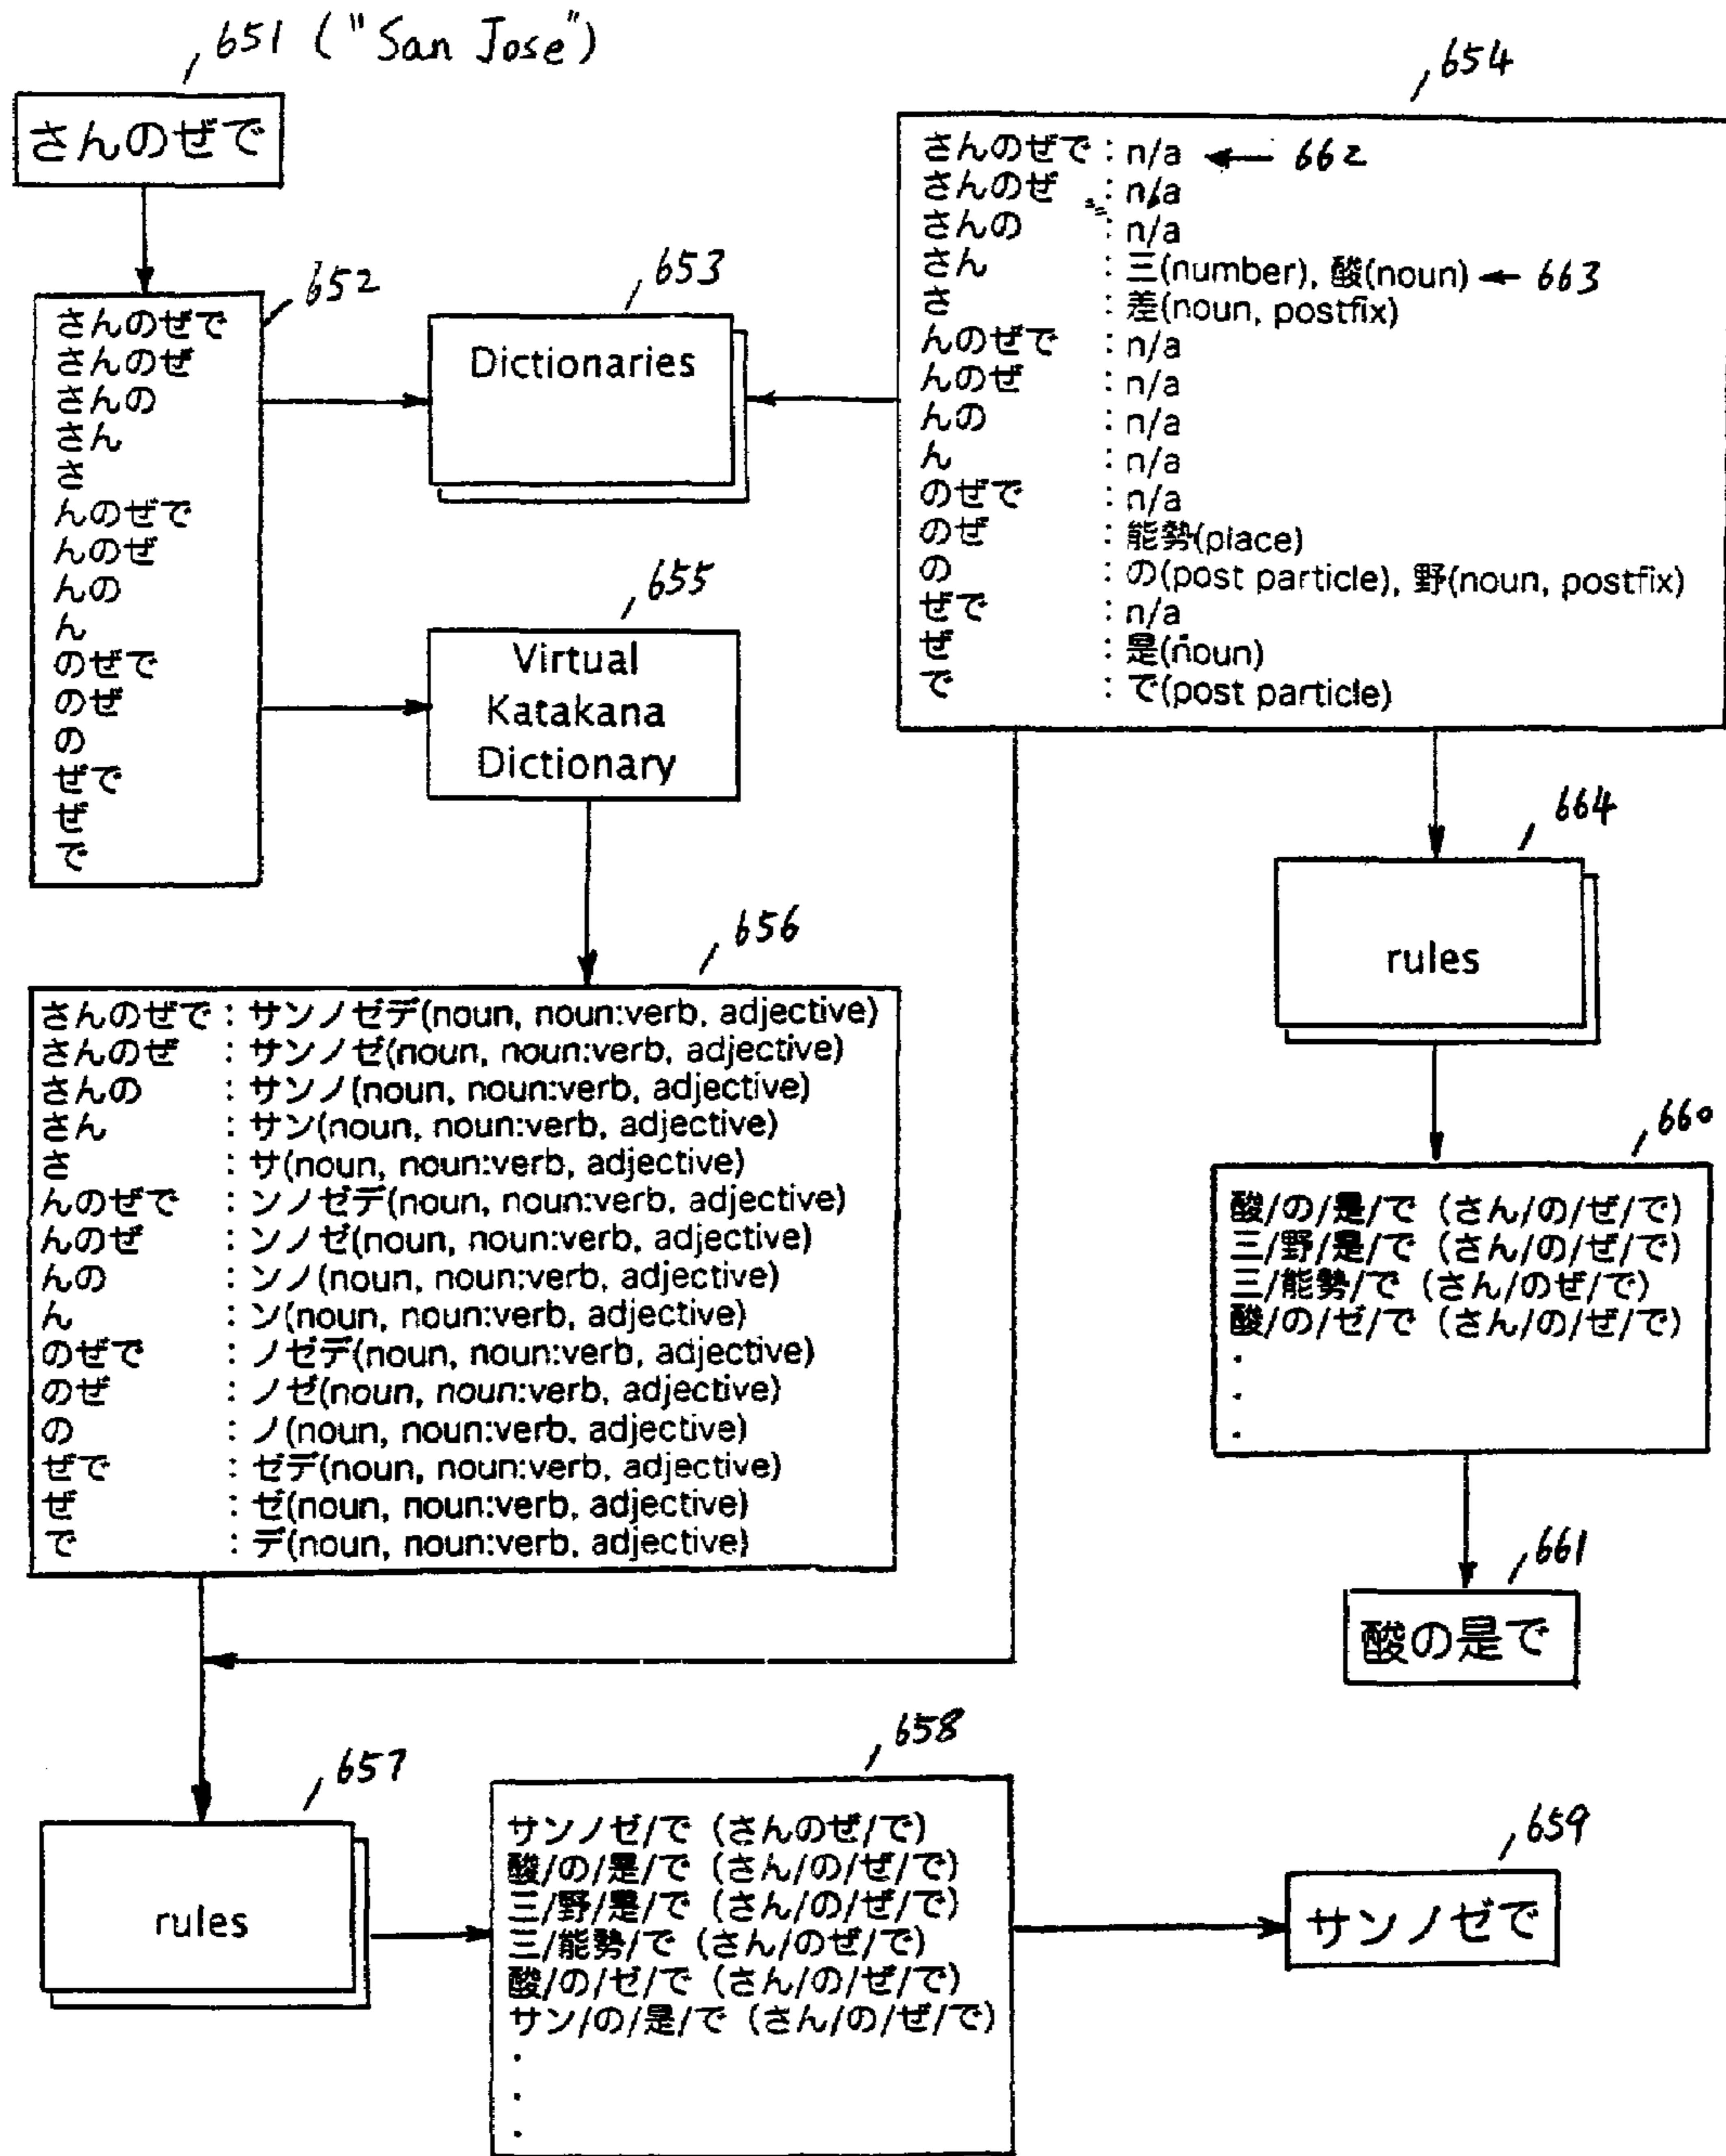 651 ("San Jose")
さんのぜで
652
さんのぜで
さんのぜ
さんの
さん
さ
んのぜで
んのぜ
んの
ん
のぜで
のぜ
の
ぜで
ぜ
で
653
Dictionaries
654
さんのぜで : n/a ← 662
さんのぜ : n/a
さんの : n/a
さん : 三(number), 酸(noun) ← 663
さ : 差(noun, postfix)
んのぜで : n/a
んのぜ : n/a
んの : n/a
ん : n/a
のぜで : n/a
のぜ : 能勢(place)
の : の(post particle), 野(noun, postfix)
ぜで : n/a
ぜ : 是(noun)
で : で(post particle)
655
Virtual
Katakana
Dictionary
656
さんのぜで : サンノゼデ(noun, noun:verb, adjective)
さんのぜ : サンノゼ(noun, noun:verb, adjective)
さんの : サンノ(noun, noun:verb, adjective)
さん : サン(noun, noun:verb, adjective)
さ : サ(noun, noun:verb, adjective)
んのぜで : ンノゼデ(noun, noun:verb, adjective)
んのぜ : ンノゼ(noun, noun:verb, adjective)
んの : ンノ(noun, noun:verb, adjective)
ん : ン(noun, noun:verb, adjective)
のぜで : ノゼデ(noun, noun:verb, adjective)
のぜ : ノゼ(noun, noun:verb, adjective)
の : ノ(noun, noun:verb, adjective)
ぜで : ゼデ(noun, noun:verb, adjective)
ぜ : ゼ(noun, noun:verb, adjective)
で : デ(noun, noun:verb, adjective)
664
rules
660
酸/の/是/で (さん/の/ぜ/で)
三/野/是/で (さん/の/ぜ/で)
三/能勢/で (さん/のぜ/で)
酸/の/ゼ/で (さん/の/ぜ/で)
.
.
.
661
酸の是で
657
rules
658
サンノゼ/で (さんのぜ/で)
酸/の/是/で (さん/の/ぜ/で)
三/野/是/で (さん/の/ぜ/で)
三/能勢/で (さん/のぜ/で)
酸/の/ゼ/で (さん/の/ぜ/で)
サン/の/是/で (さん/の/ぜ/で)
.
.
.
659
サンノゼで